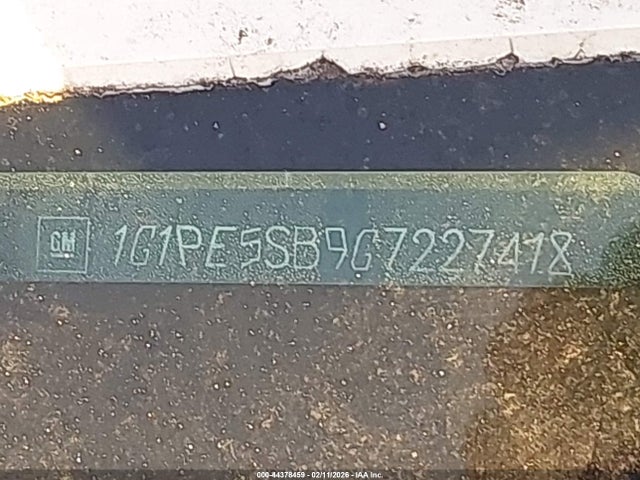 GM 1G1PE5SB9G7227418
000-44378459 - 02/11/2026 - IAA Inc.